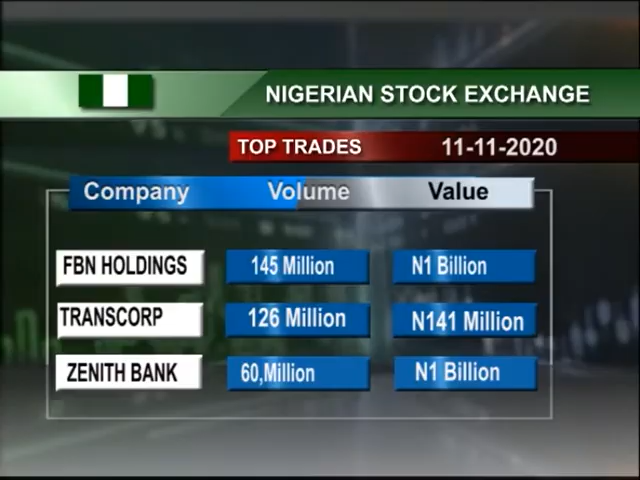 NIGERIAN STOCK EXCHANGE
TOP TRADES 11-11-2020
Company Volume Value
FBN HOLDINGS 145 Million N1 Billion
TRANSCORP 126 Million N141 Million
ZENITH BANK 60,Million N1 Billion